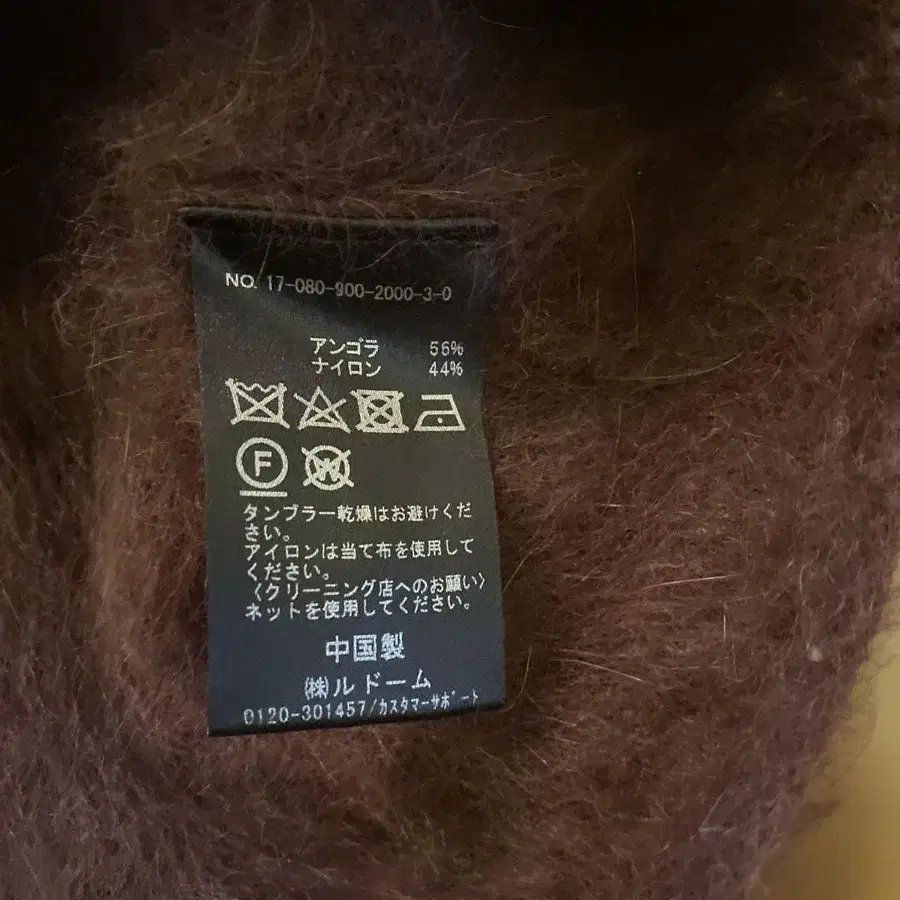 NO. 17-080-900-2000-3-0
アンゴラ 56%
ナイロン 44%
F
W
タンブラー乾燥はお避けくだ
さい。
アイロンは当て布を使用して
ください。
〈クリーニング店へのお願い〉
ネットを使用してください。
中国製
㈱ルドーム
0120-301457/カスタマーサポート